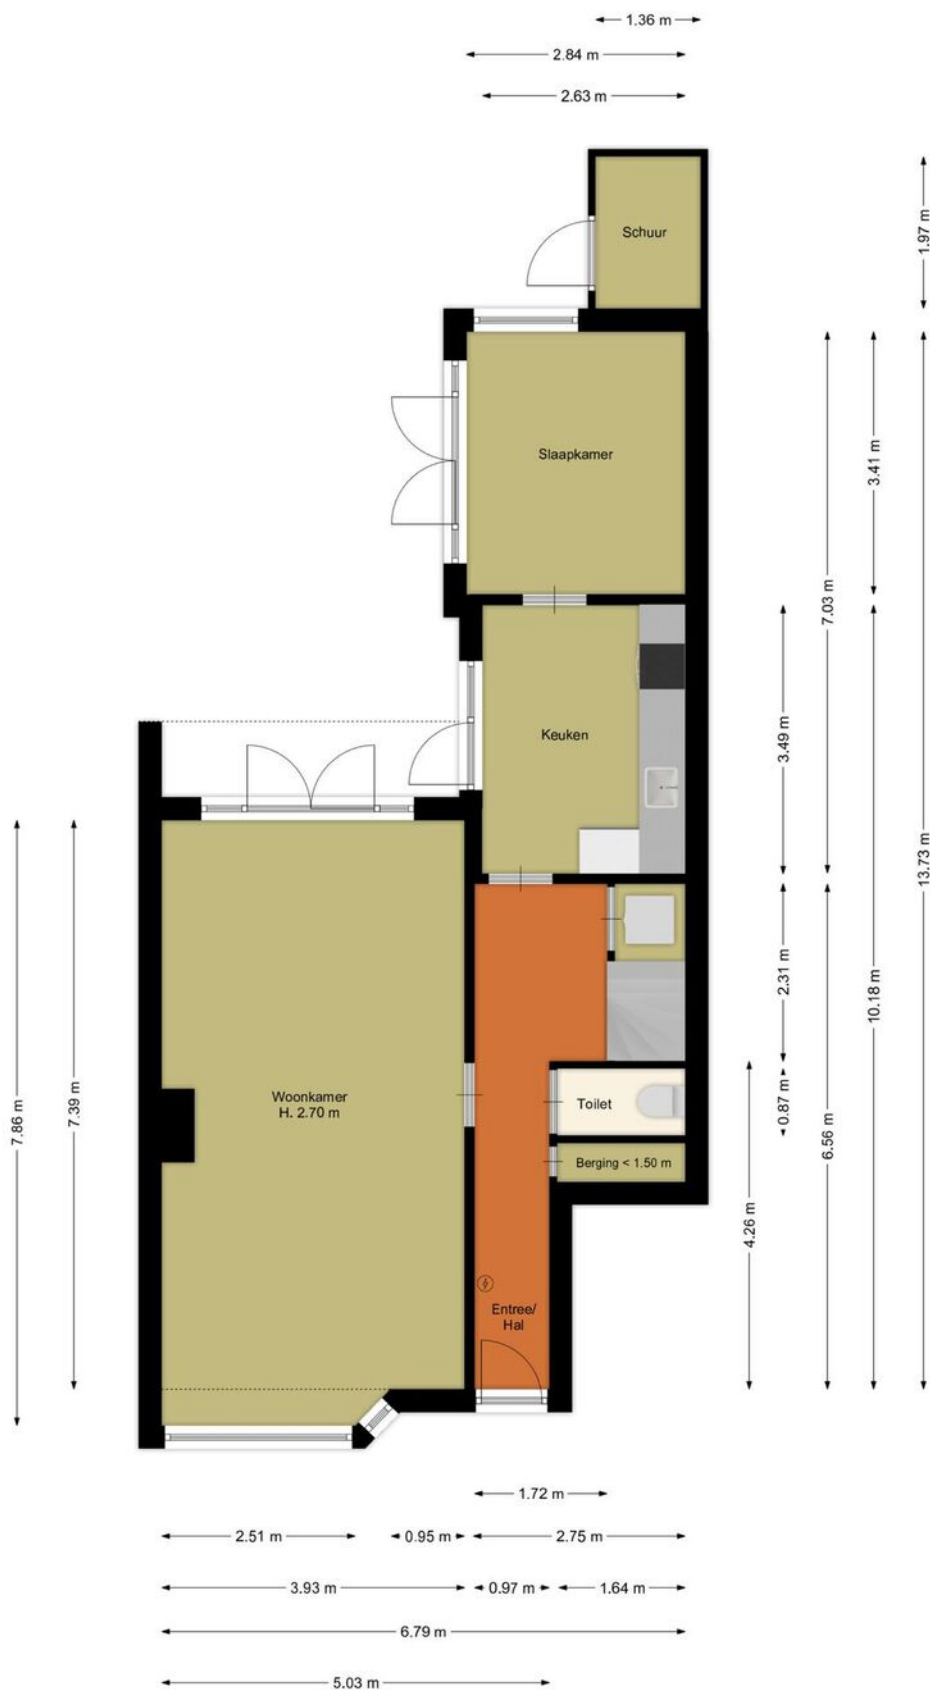 1.36 m
2.84 m
2.63 m
Schuur
1.97 m
Slaapkamer
3.41 m
7.03 m
Keuken
3.49 m
13.73 m
2.31 m
10.18 m
Woonkamer
H. 2.70 m
Toilet
0.87 m
7.86 m
7.39 m
6.56 m
Berging < 1.50 m
4.26 m
Entree/
Hal
1.72 m
2.51 m
0.95 m
2.75 m
3.93 m
0.97 m
1.64 m
6.79 m
5.03 m